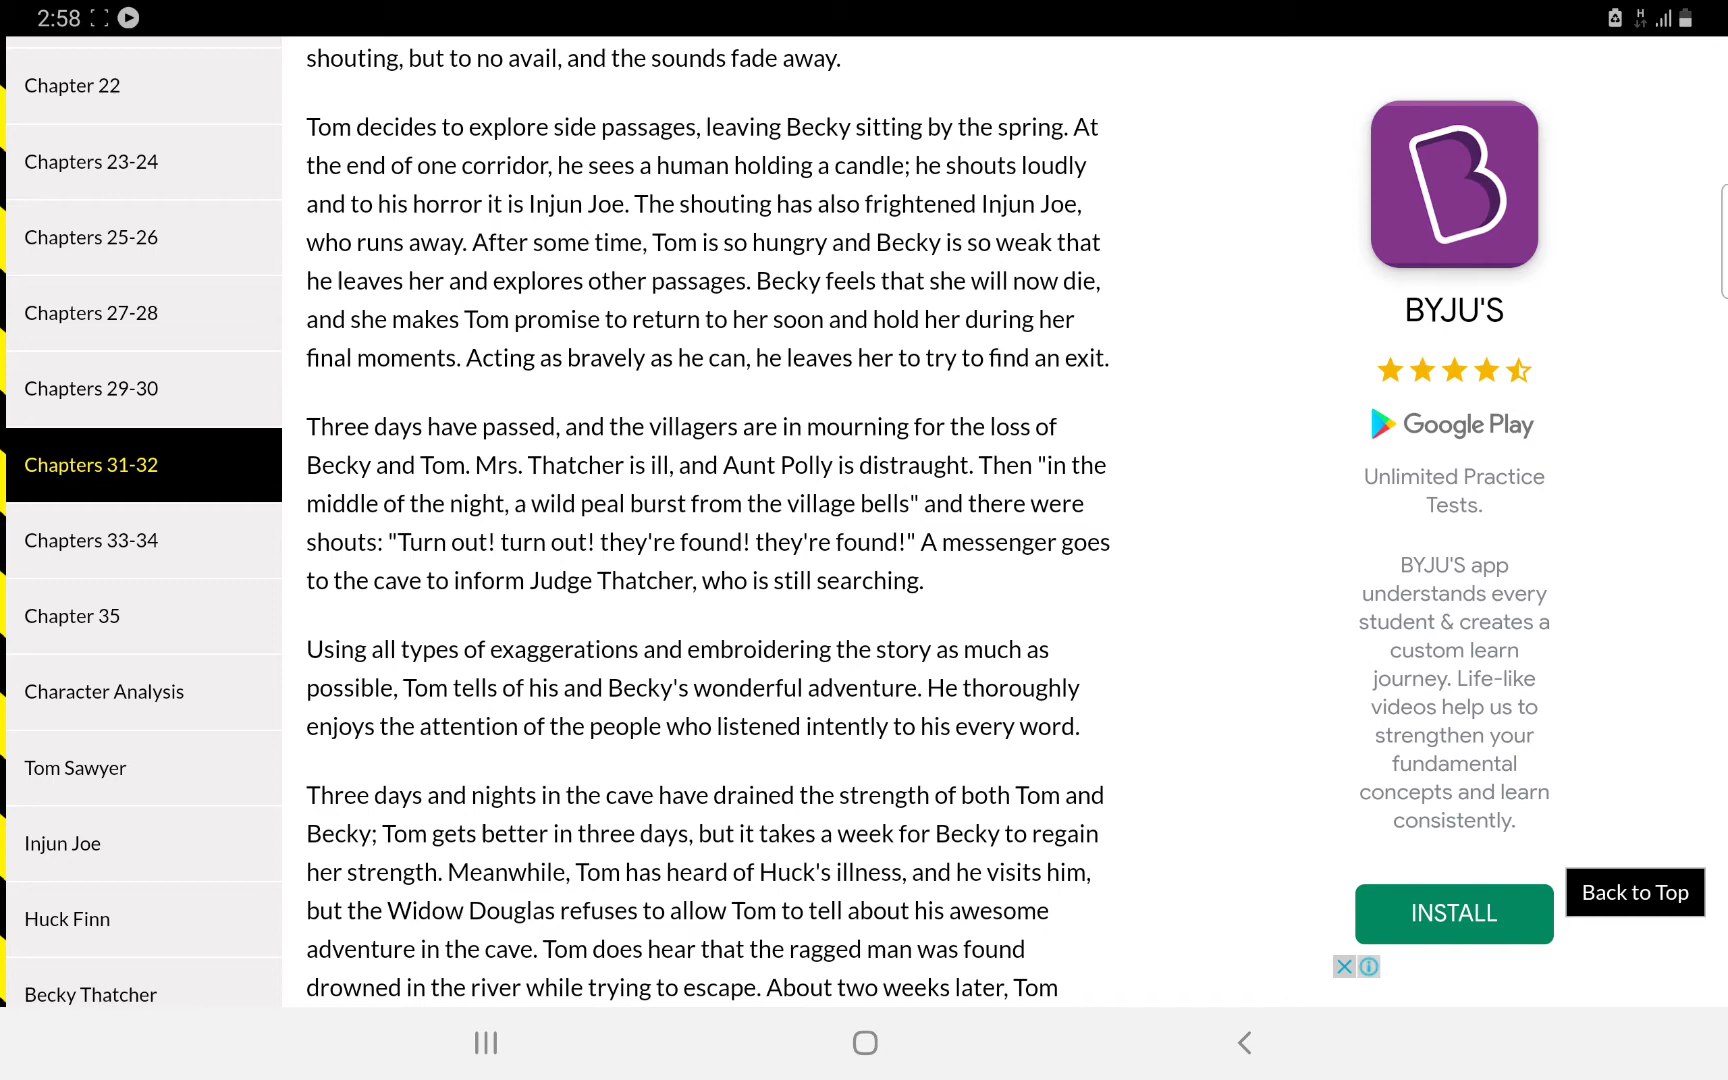 2:58
H
Chapter 22
Chapters 23-24
Chapters 25-26
Chapters 27-28
Chapters 29-30
Chapters 31-32
Chapters 33-34
Chapter 35
Character Analysis
Tom Sawyer
Injun Joe
Huck Finn
Becky Thatcher
shouting, but to no avail, and the sounds fade away.
Tom decides to explore side passages, leaving Becky sitting by the spring. At
the end of one corridor, he sees a human holding a candle; he shouts loudly
and to his horror it is Injun Joe. The shouting has also frightened Injun Joe,
who runs away. After some time, Tom is so hungry and Becky is so weak that
he leaves her and explores other passages. Becky feels that she will now die,
and she makes Tom promise to return to her soon and hold her during her
final moments. Acting as bravely as he can, he leaves her to try to find an exit.
Three days have passed, and the villagers are in mourning for the loss of
Becky and Tom. Mrs. Thatcher is ill, and Aunt Polly is distraught. Then "in the
middle of the night, a wild peal burst from the village bells" and there were
shouts: "Turn out! turn out! they're found! they're found!" A messenger goes
to the cave to inform Judge Thatcher, who is still searching.
Using all types of exaggerations and embroidering the story as much as
possible, Tom tells of his and Becky's wonderful adventure. He thoroughly
enjoys the attention of the people who listened intently to his every word.
Three days and nights in the cave have drained the strength of both Tom and
Becky; Tom gets better in three days, but it takes a week for Becky to regain
her strength. Meanwhile, Tom has heard of Huck's illness, and he visits him,
but the Widow Douglas refuses to allow Tom to tell about his awesome
adventure in the cave. Tom does hear that the ragged man was found
drowned in the river while trying to escape. About two weeks later, Tom
B
BYJU'S
Google Play
Unlimited Practice
Tests.
BYJU'S app
understands every
student & creates a
custom learn
journey. Life-like
videos help us to
strengthen your
fundamental
concepts and learn
consistently.
INSTALL
Back to Top